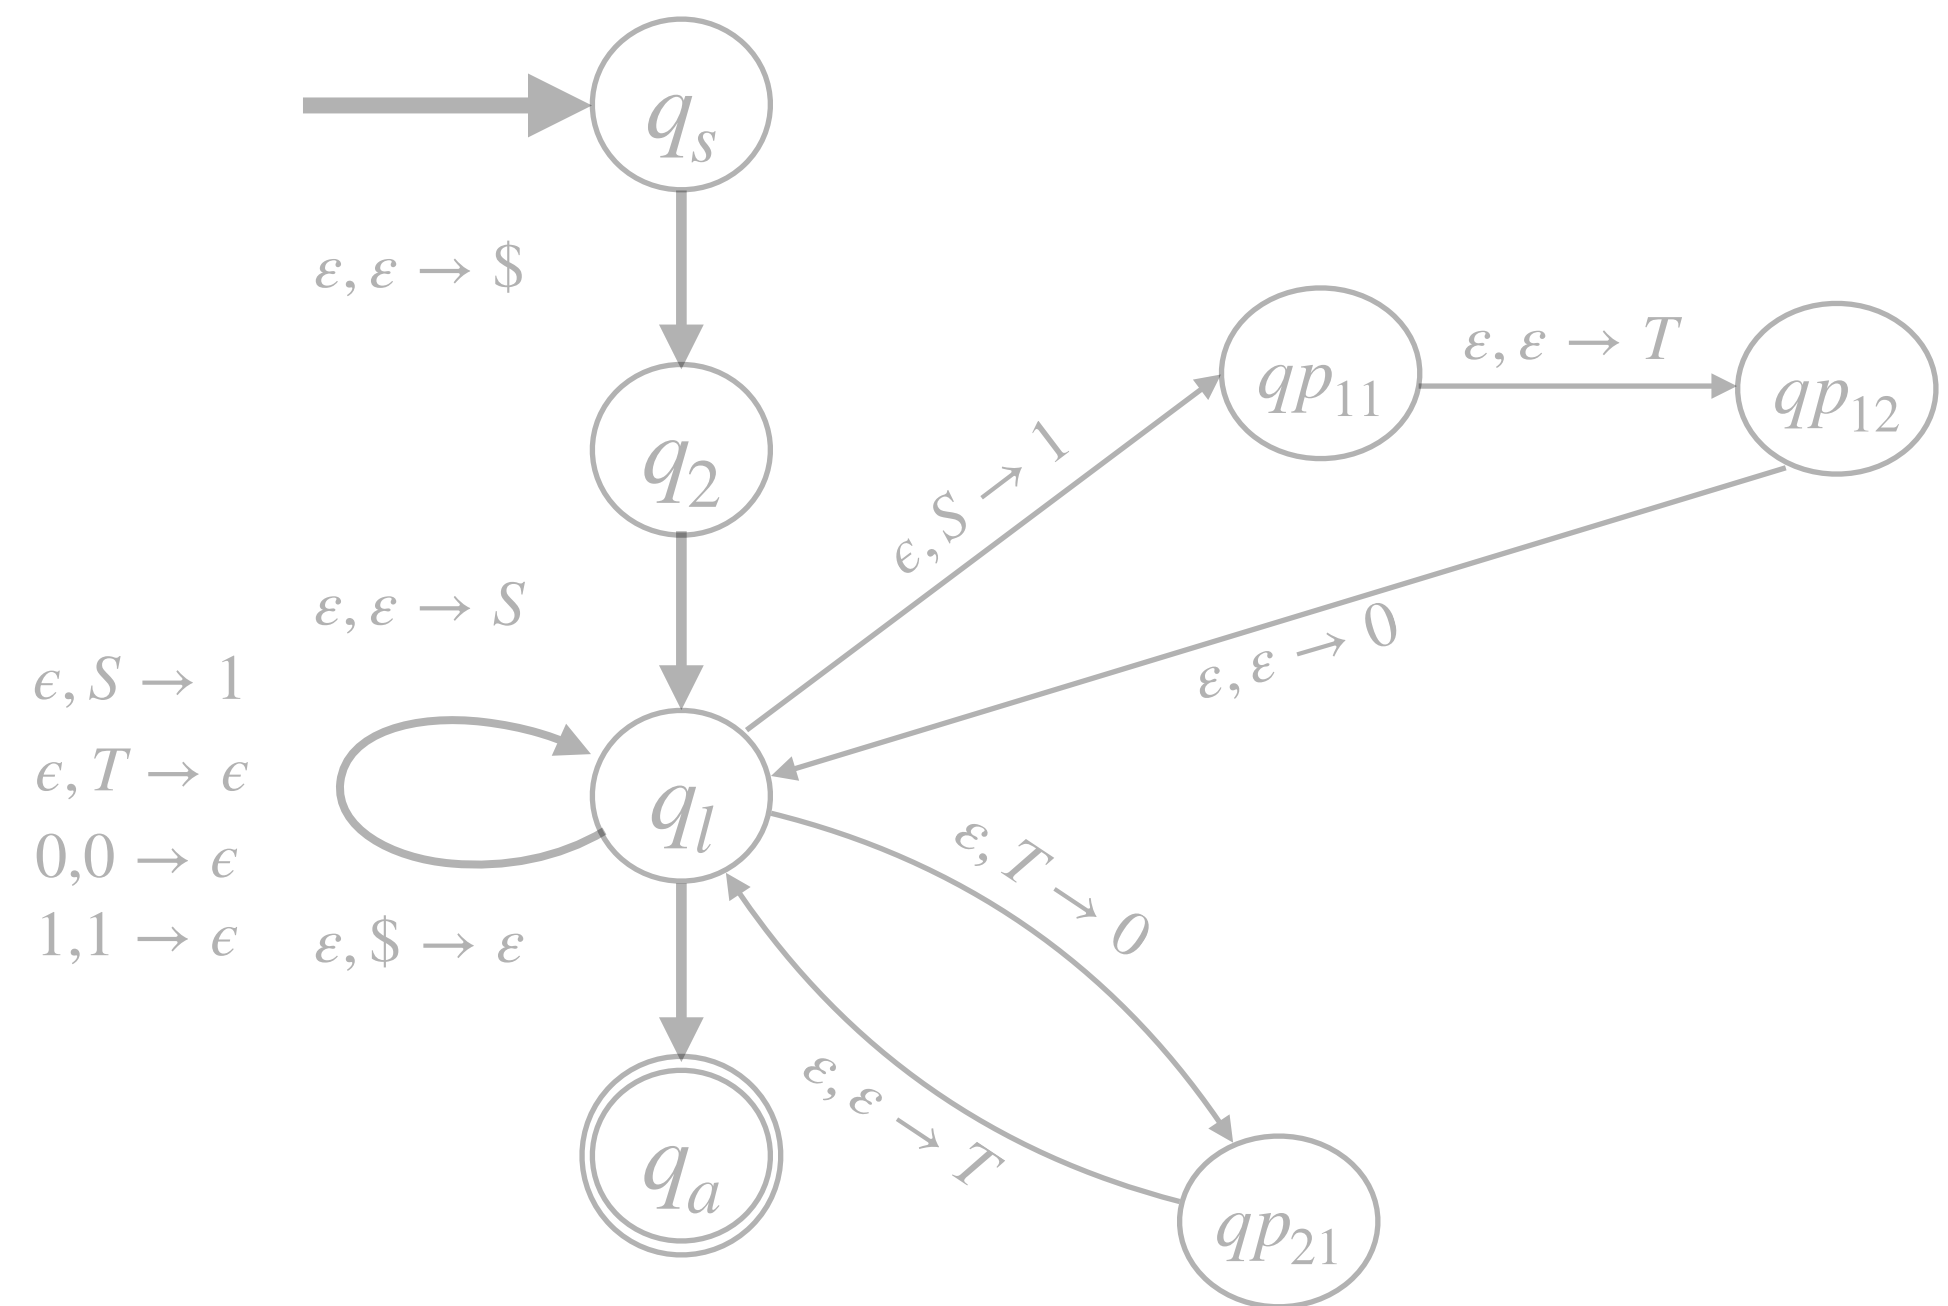 q_s
ε, ε → $
qp_11
ε, ε → T
qp_12
q_2
ϵ, S → 1
ε, ε → S
ε, ε → 0
ϵ, S → 1
ϵ, T → ϵ
0,0 → ϵ
1,1 → ϵ
q_l
ε, T → 0
ε, $ → ε
ε, ε → T
q_a
qp_21